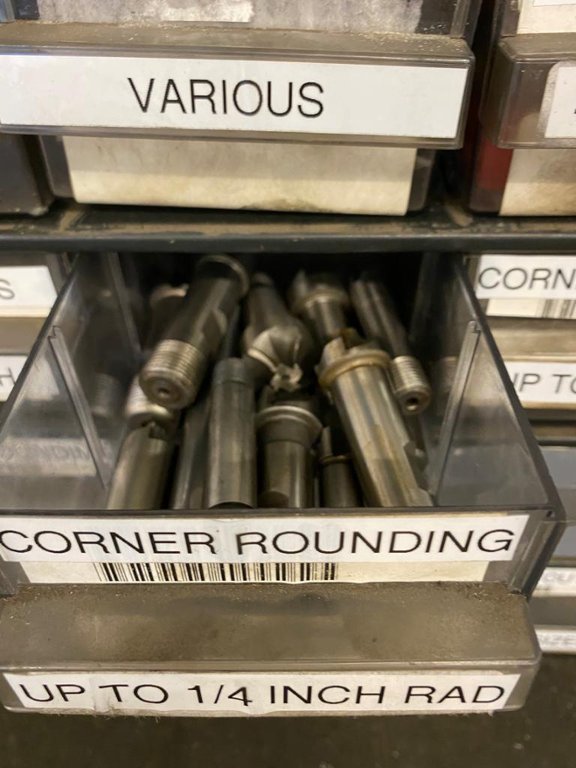 VARIOUS
S
CORN
H
UP TO
CORNER ROUNDING
UP TO 1/4 INCH RAD